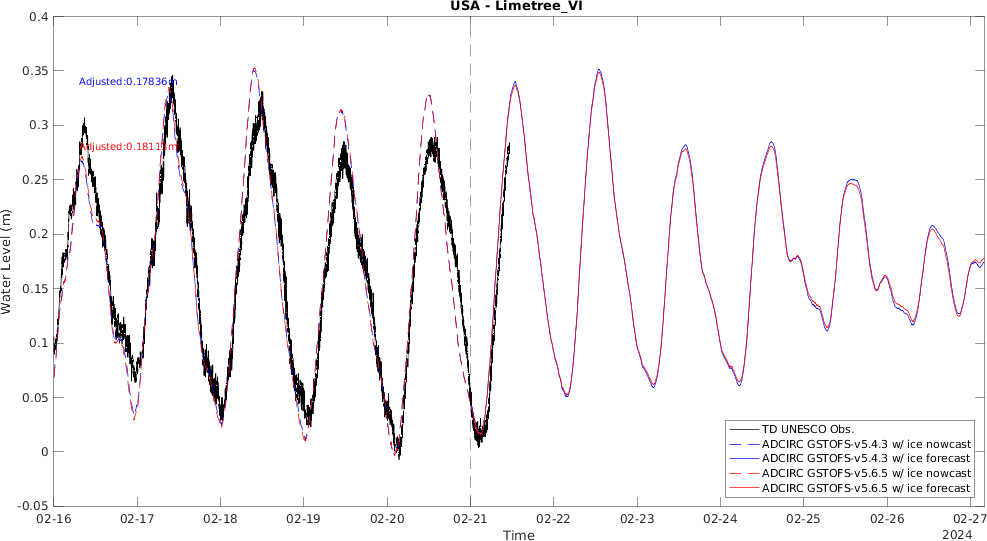 USA - Limetree_VI
0.4
0.35
0.3
0.25
0.2
0.15
0.1
0.05
0
-0.05
Water Level (m)
Adjusted:0.17836m
TD UNESCO Obs.
ADCIRC GSTOFS-v5.4.3 w/ ice nowcast
ADCIRC GSTOFS-v5.4.3 w/ ice forecast
ADCIRC GSTOFS-v5.6.5 w/ ice nowcast
ADCIRC GSTOFS-v5.6.5 w/ ice forecast
02-16 02-17 02-18 02-19 02-20 02-21 02-22 02-23 02-24 02-25 02-26 02-27
Time
2024